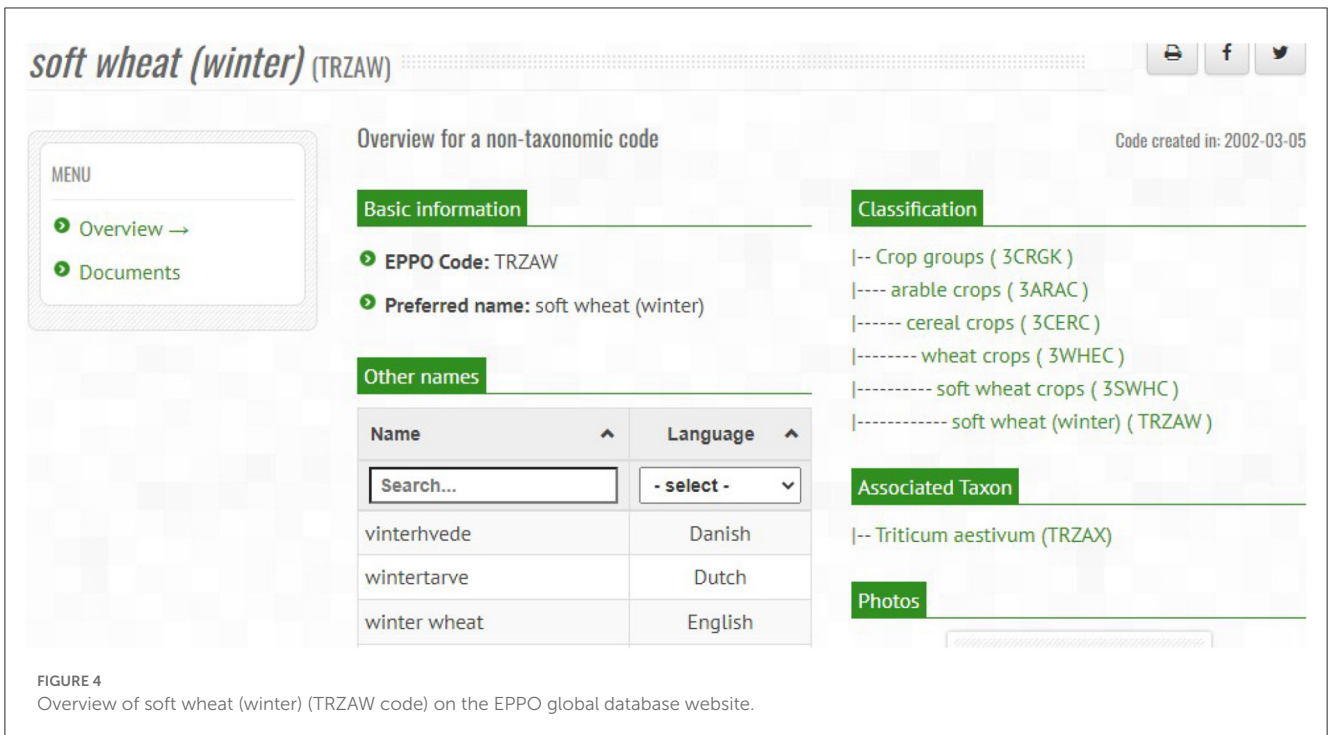 soft wheat (winter) (TRZAW)
MENU
Overview →
Documents
Overview for a non-taxonomic code
Code created in: 2002-03-05
Basic information
EPPO Code: TRZAW
Preferred name: soft wheat (winter)
Other names
Name Language
Search... - select -
vinterhvede Danish
wintertarve Dutch
winter wheat English
Classification
|-- Crop groups ( 3CRGK )
|---- arable crops ( 3ARAC )
|------ cereal crops ( 3CERC )
|-------- wheat crops ( 3WHEC )
|---------- soft wheat crops ( 3SWHC )
|------------ soft wheat (winter) ( TRZAW )
Associated Taxon
|-- Triticum aestivum (TRZAX)
Photos
FIGURE 4
Overview of soft wheat (winter) (TRZAW code) on the EPPO global database website.